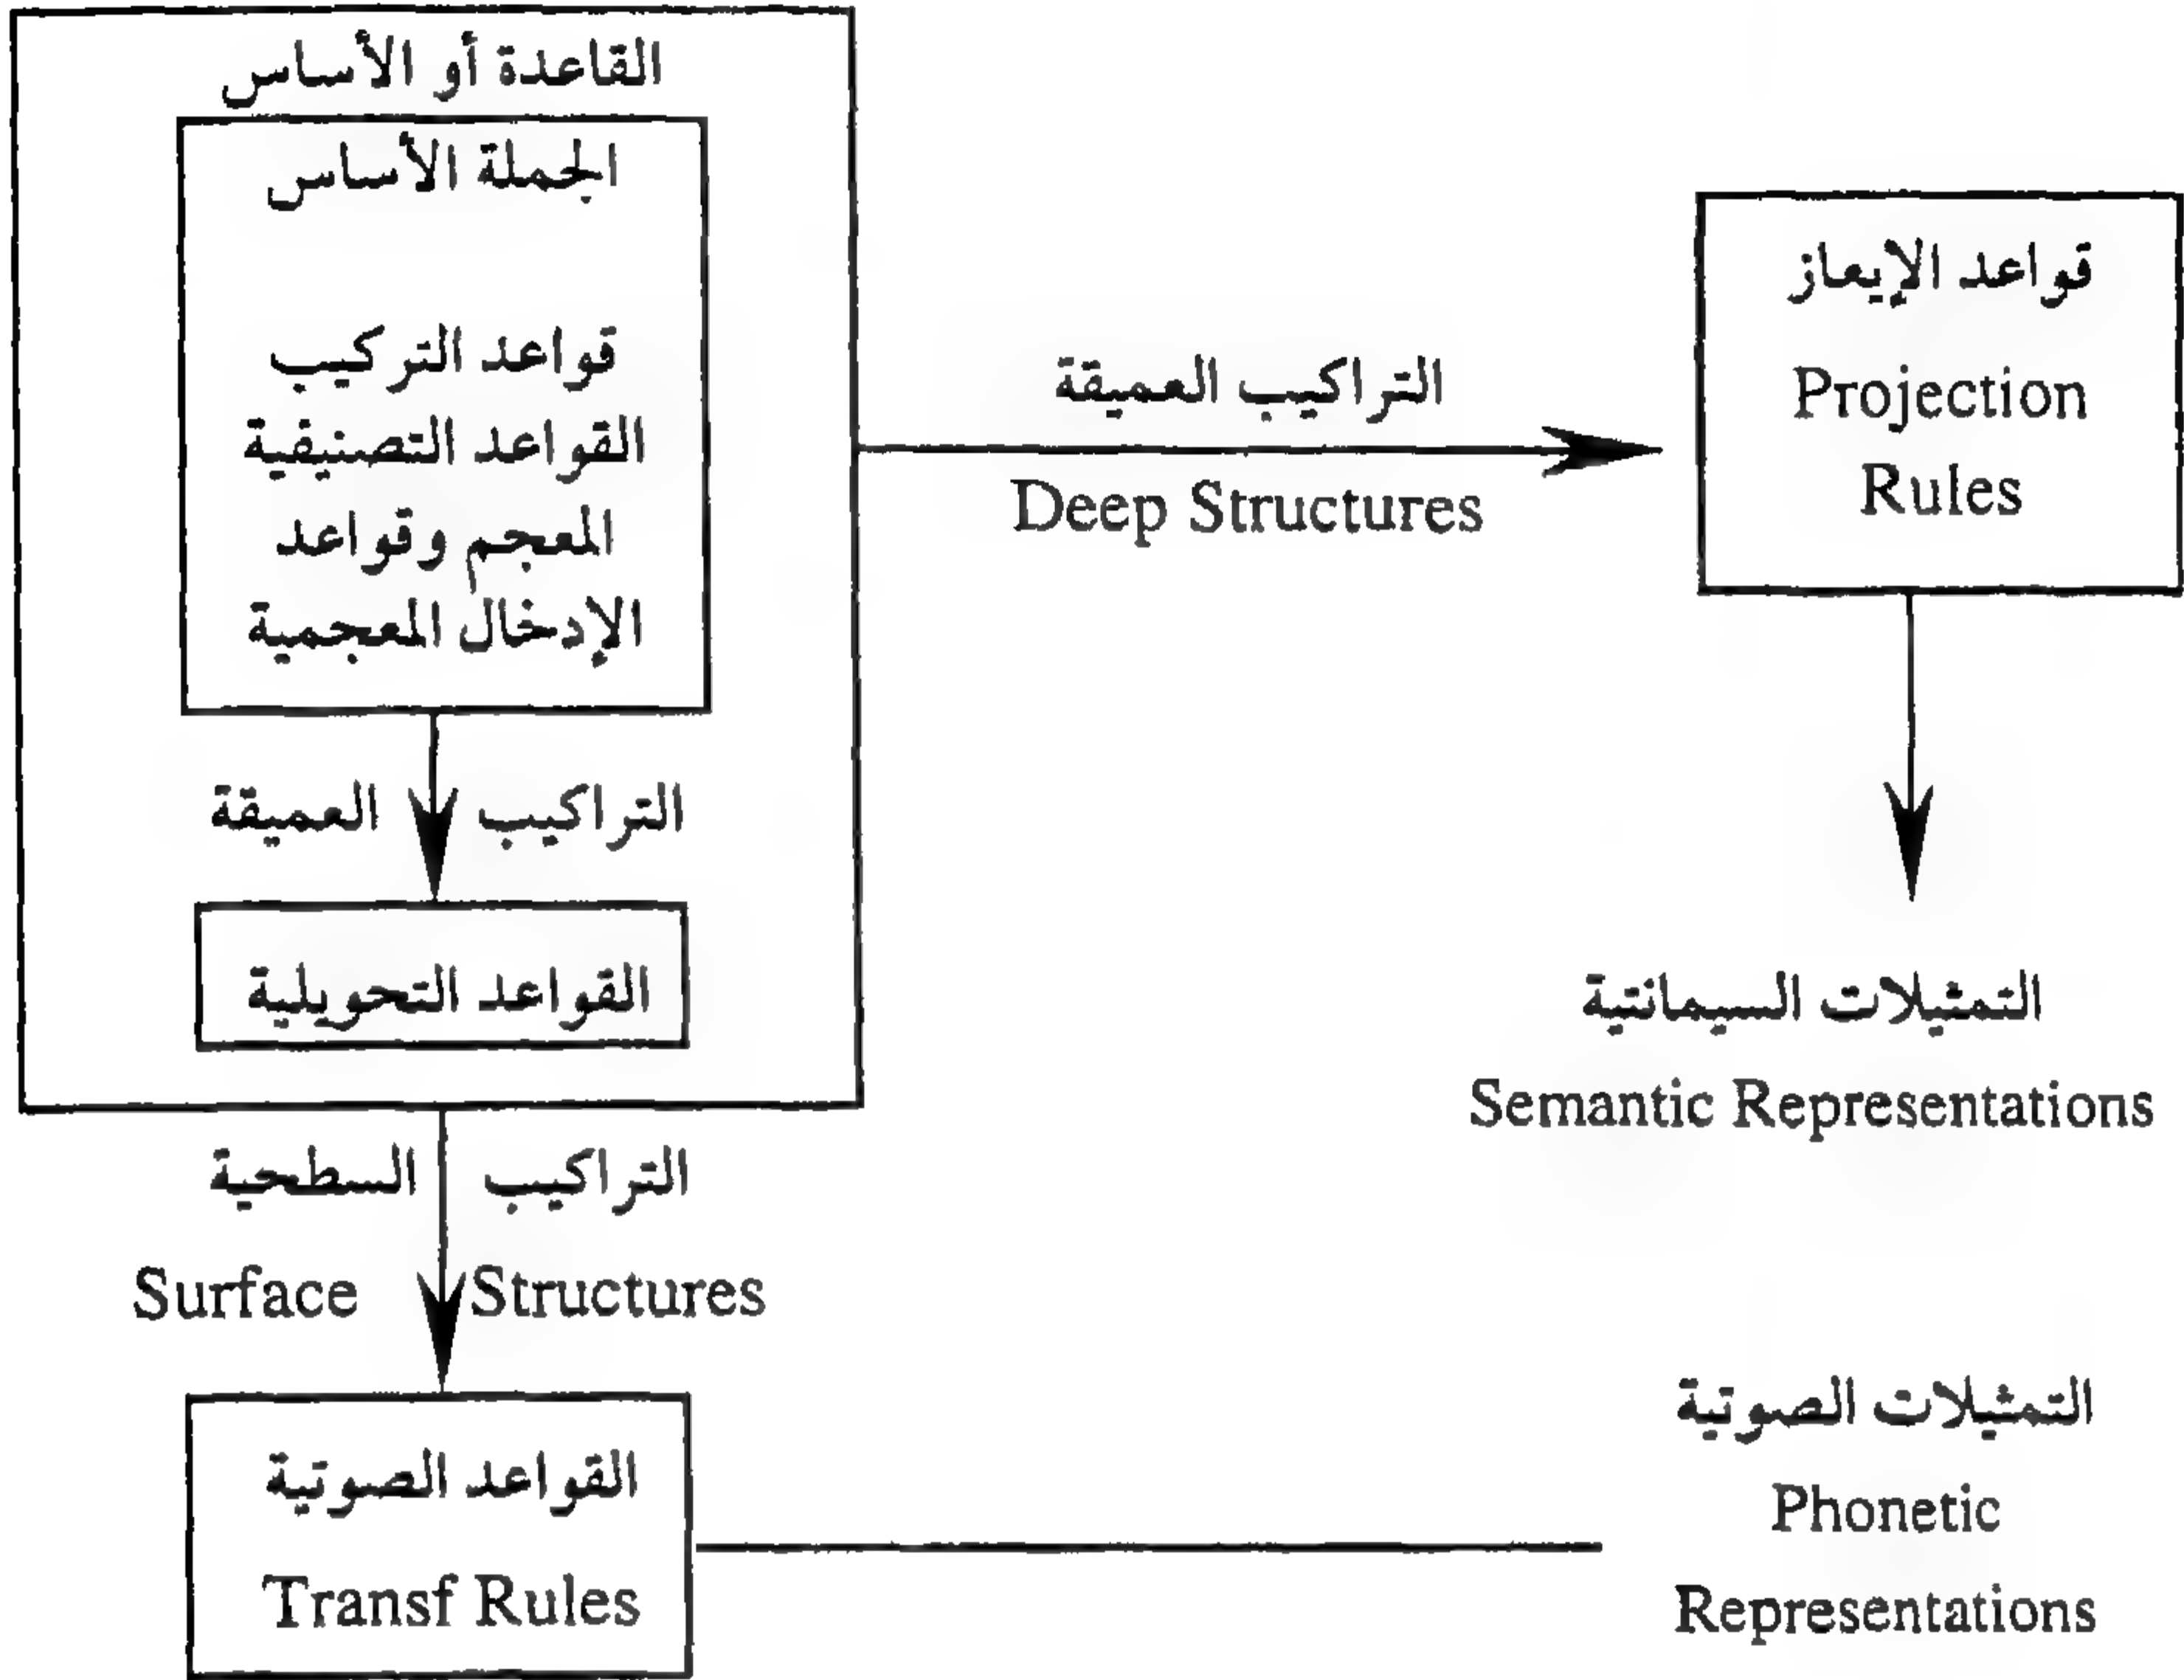 القاعدة أو الأساس
الجملة الأساس
قواعد التركيب
القواعد التصنيفية
المعجم وقواعد
الإدخال المعجمية
التراكيب العميقة
القواعد التحويلية
التراكيب السطحية
Surface Structures
القواعد الصوتية
Transf Rules
التراكيب العميقة
Deep Structures
قواعد الإيعاز
Projection
Rules
التمثيلات السيمانتية
Semantic Representations
التمثيلات الصوتية
Phonetic
Representations